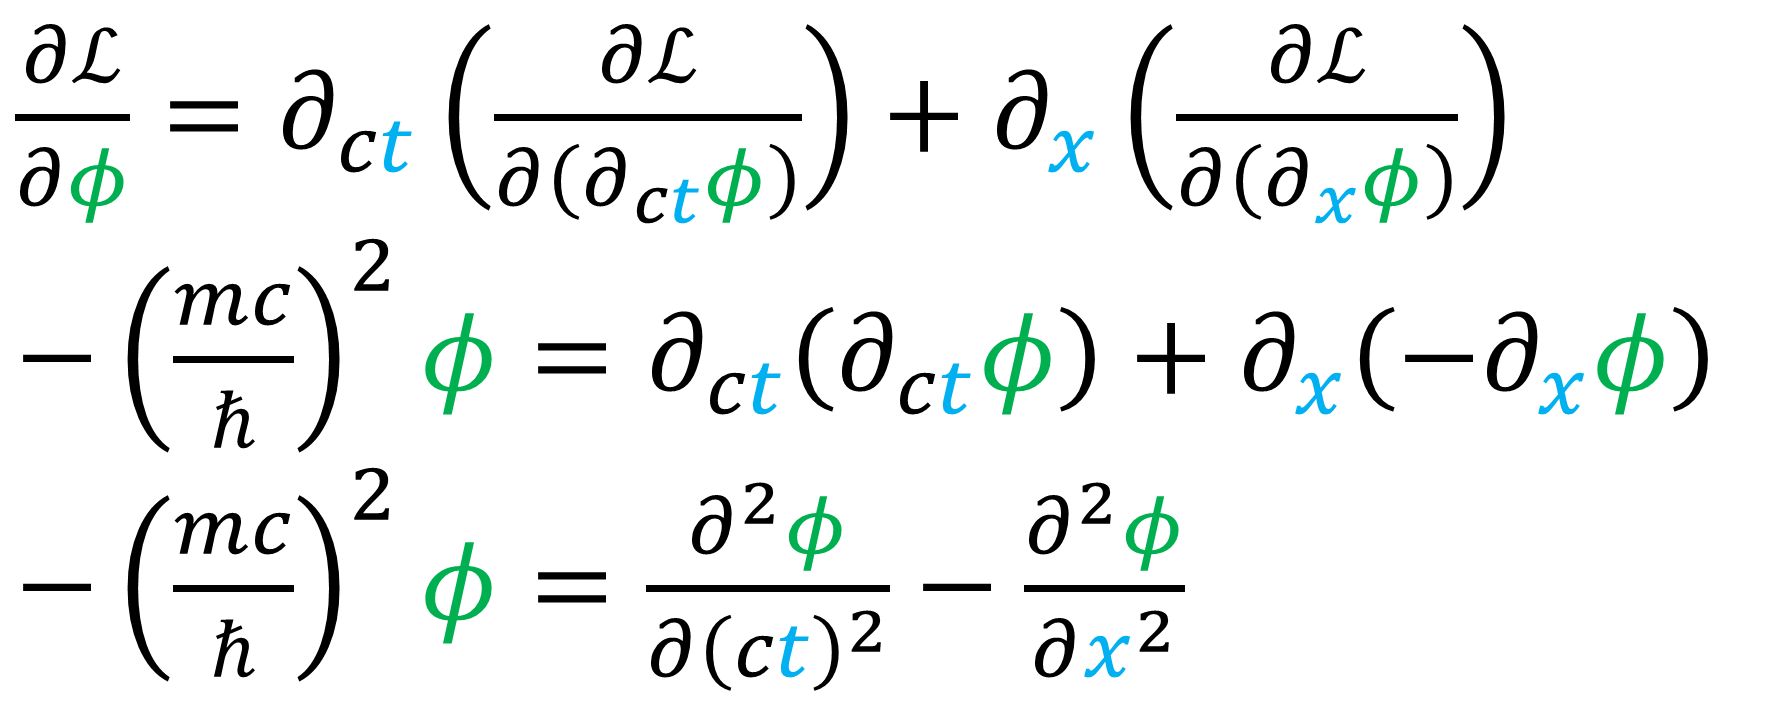 ∂ℒ/∂ϕ = ∂_{ct} (∂ℒ/∂(∂_{ct}ϕ)) + ∂_x (∂ℒ/∂(∂_xϕ))
−(mc/ℏ)² ϕ = ∂_{ct}(∂_{ct}ϕ) + ∂_x(−∂_xϕ)
−(mc/ℏ)² ϕ = ∂²ϕ/∂(ct)² − ∂²ϕ/∂x²